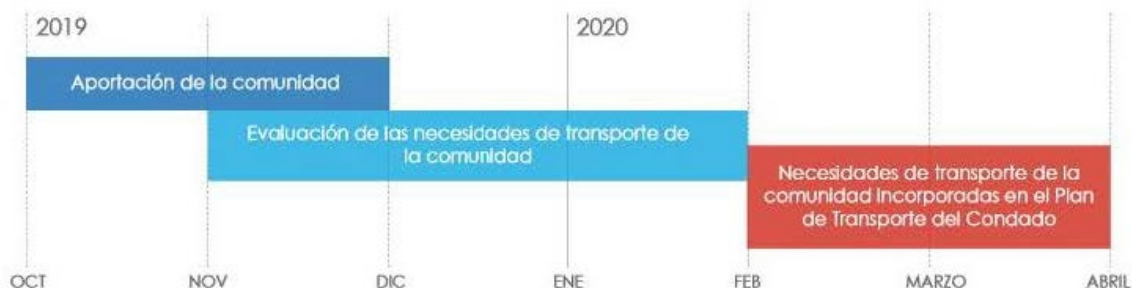 2019
2020
Aportación de la comunidad
Evaluación de las necesidades de transporte de
la comunidad
Necesidades de transporte de la
comunidad incorporadas en el Plan
de Transporte del Condado
OCT NOV DIC ENE FEB MARZO ABRIL